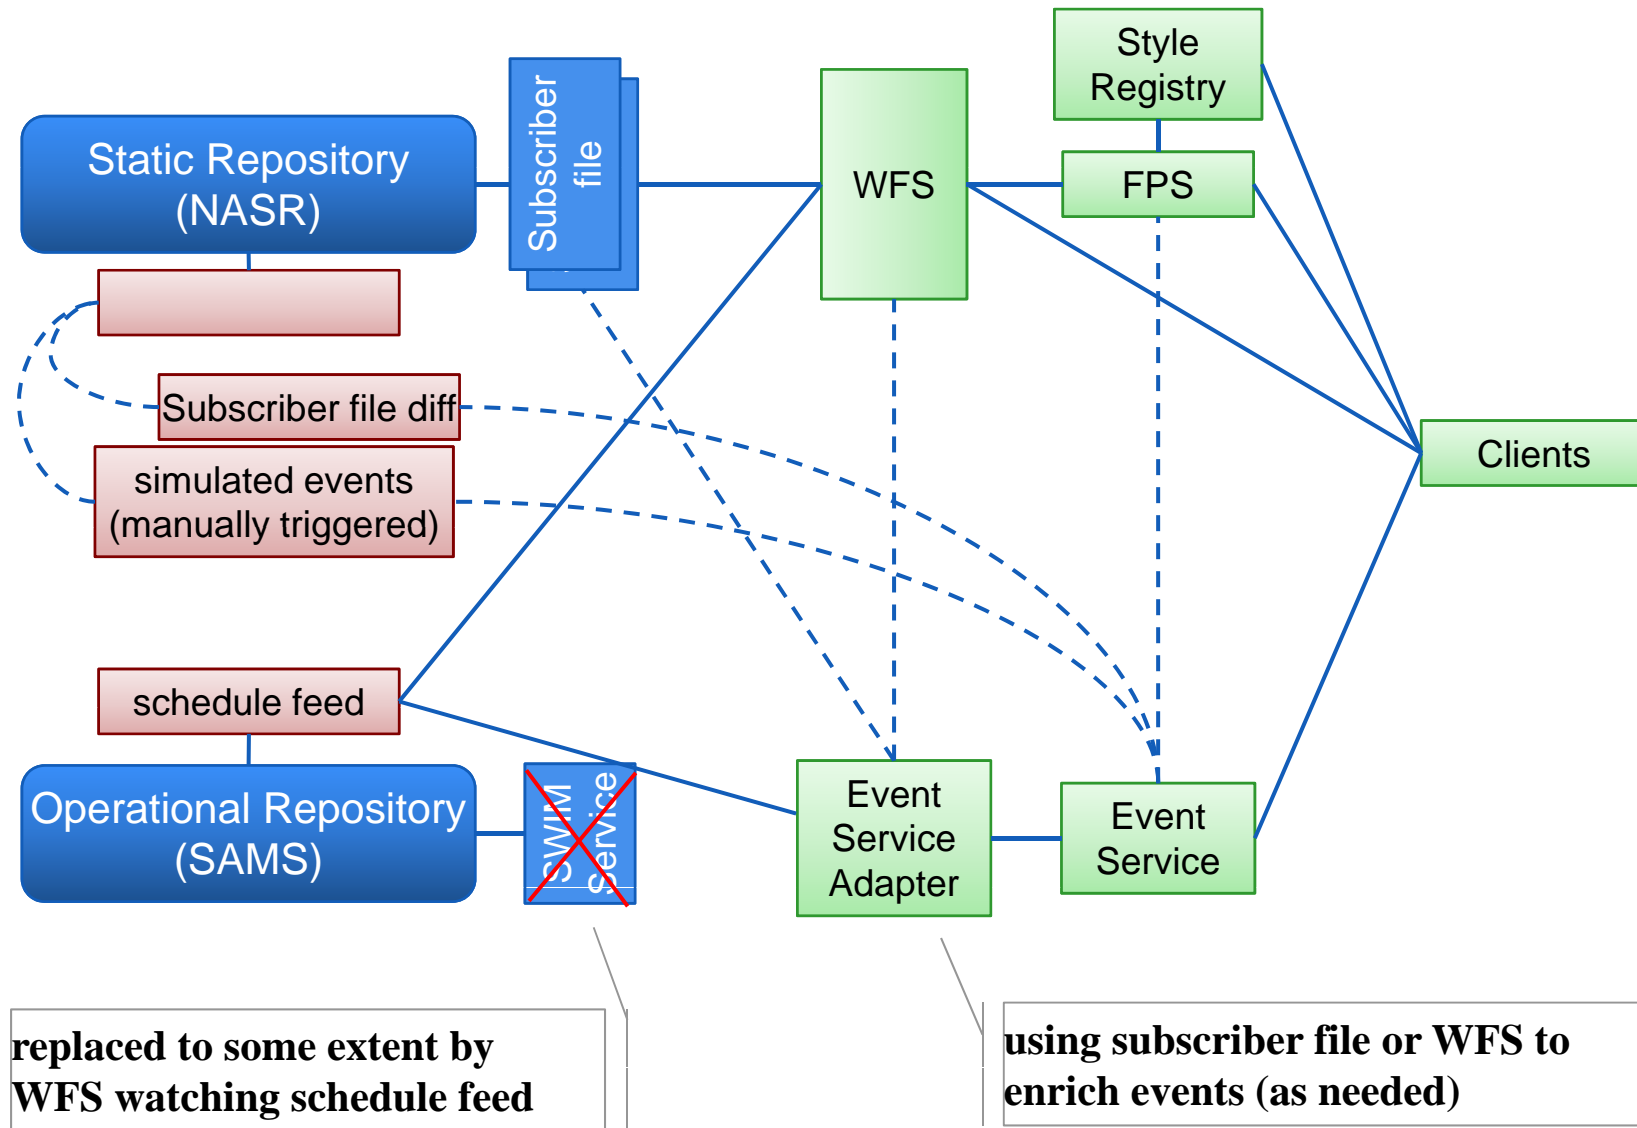 Style
Registry
Subscriber
file
Static Repository
(NASR)
WFS
FPS
Subscriber file diff
simulated events
(manually triggered)
Clients
schedule feed
Operational Repository
(SAMS)
SWIM
Service
Event
Service
Adapter
Event
Service
replaced to some extent by
WFS watching schedule feed
using subscriber file or WFS to
enrich events (as needed)